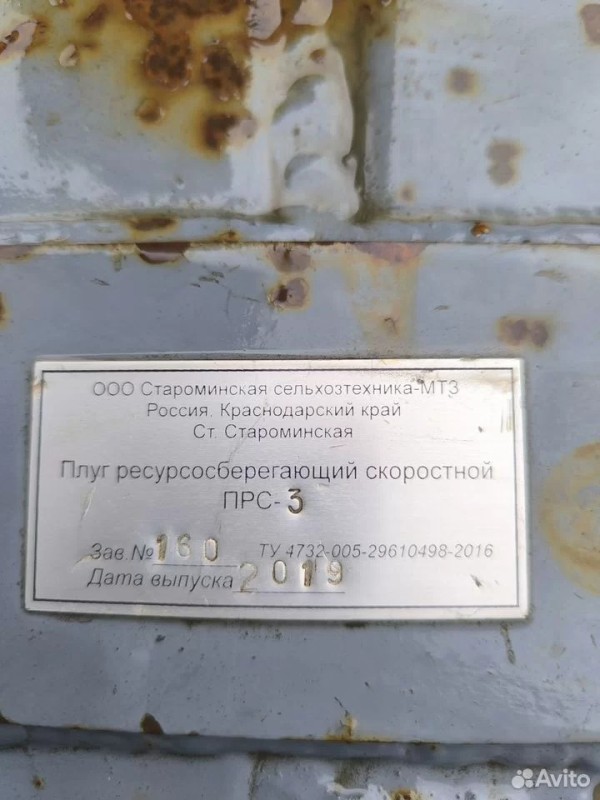 ООО Староминская сельхозтехника-МТЗ
Россия, Краснодарский край
Ст. Староминская
Плуг ресурсосберегающий скоростной
ПРС-3
Зав.№ 160 ТУ 4732-005-29610498-2016
Дата выпуска 2019
Avito